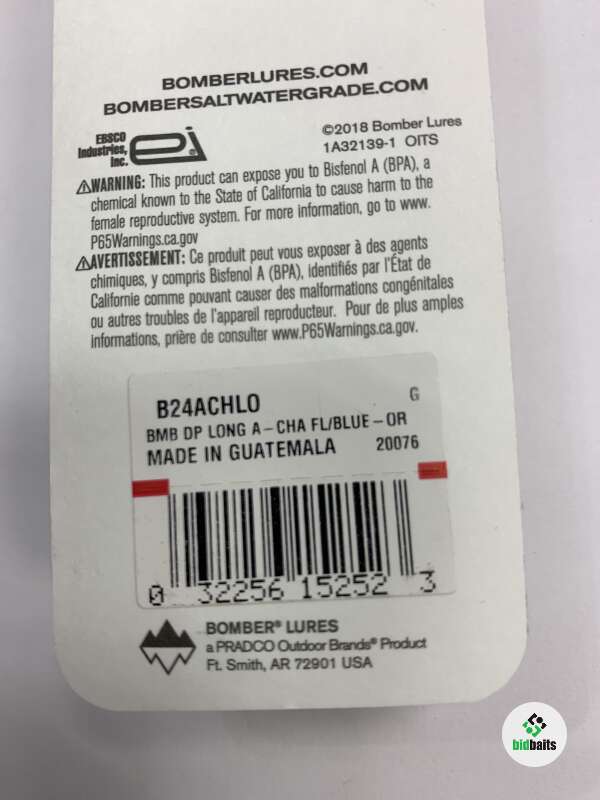 BOMBERLURES.COM
BOMBERSALTWATERGRADE.COM
EBSCO
Industries,
Inc.
ei®
©2018 Bomber Lures
1A32139-1 OITS
⚠WARNING: This product can expose you to Bisfenol A (BPA), a
chemical known to the State of California to cause harm to the
female reproductive system. For more information, go to www.
P65Warnings.ca.gov
⚠AVERTISSEMENT: Ce produit peut vous exposer à des agents
chimiques, y compris Bisfenol A (BPA), identifiés par l'État de
Californie comme pouvant causer des malformations congénitales
ou autres troubles de l'appareil reproducteur. Pour de plus amples
informations, prière de consulter www.P65Warnings.ca.gov.
B24ACHLO G
BMB DP LONG A-CHA FL/BLUE-OR
MADE IN GUATEMALA 20076
0 32256 15252 3
BOMBER® LURES
a PRADCO Outdoor Brands® Product
Ft. Smith, AR 72901 USA
bidbaits